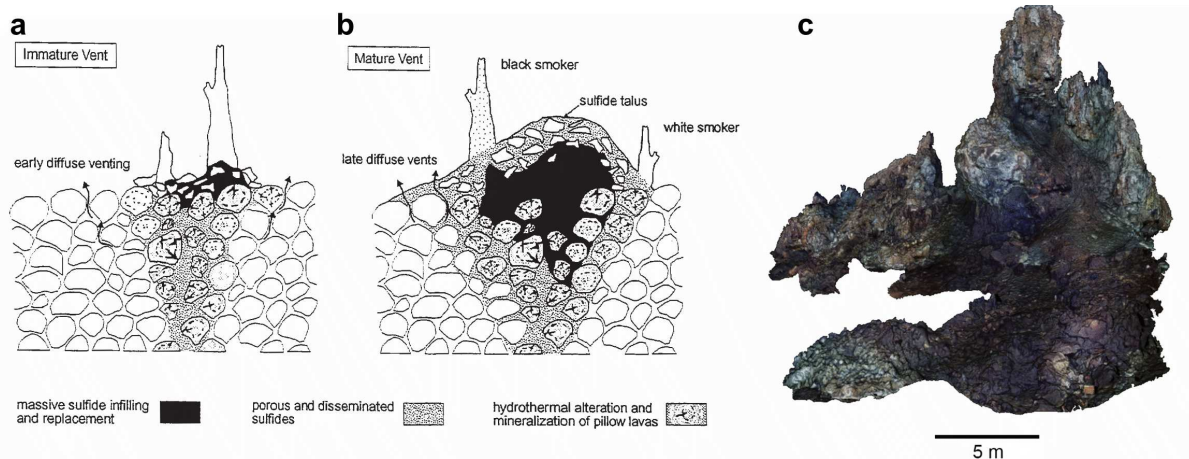 a
Immature Vent
early diffuse venting
b
Mature Vent
black smoker
sulfide talus
white smoker
late diffuse vents
c
5 m
massive sulfide infilling
and replacement
porous and disseminated
sulfides
hydrothermal alteration and
mineralization of pillow lavas